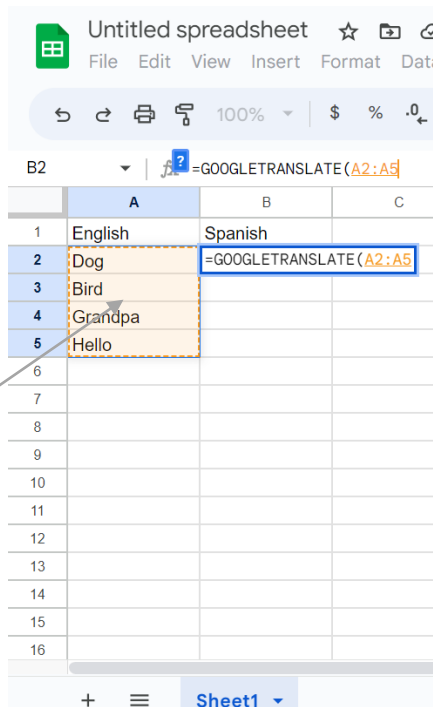 Untitled spreadsheet
File Edit View Insert Format Data
100% $ % .0
B2 fx ? =GOOGLETRANSLATE(A2:A5
A B C
1 English Spanish
2 Dog =GOOGLETRANSLATE(A2:A5
3 Bird
4 Grandpa
5 Hello
6
7
8
9
10
11
12
13
14
15
16
+ Sheet1